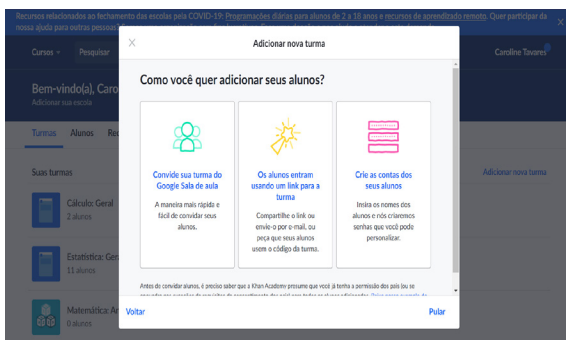 Recursos relacionados ao fechamento das escolas pela COVID-19: Programações diárias para alunos de 2 a 18 anos e recursos de aprendizado remoto. Quer participar da
nossa ajuda para outras pessoas?
Adicionar nova turma
Cursos
Pesquisar
Caroline Tavares
Bem-vindo(a), Caro
Adicionar sua escola
Como você quer adicionar seus alunos?
Turmas Alunos Rec
Suas turmas
Adicionar nova turma
Cálculo: Geral
2 alunos
Estatística: Ger
11 alunos
Matemática: Ar
0 alunos
Convide sua turma do
Google Sala de aula
A maneira mais rápida e
fácil de convidar seus
alunos.
Os alunos entram
usando um link para a
turma
Compartilhe o link ou
envie-o por e-mail, ou
peça que seus alunos
usem o código da turma.
Crie as contas dos
seus alunos
Insira os nomes dos
alunos e nós criaremos
senhas que você pode
personalizar.
Antes de convidar alunos, é preciso saber que a Khan Academy presume que você já tenha a permissão dos pais (ou se
Voltar
Pular